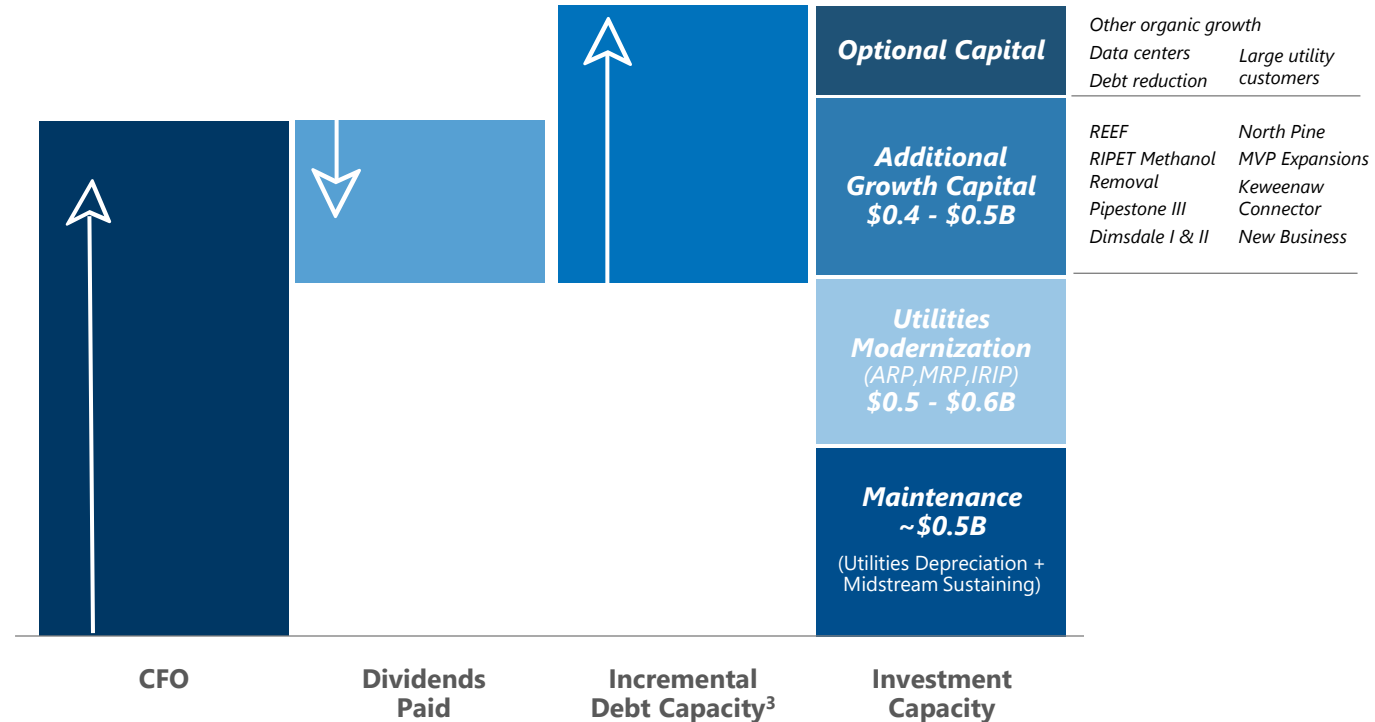 Optional Capital
Other organic growth
Data centers
Debt reduction
Large utility
customers
Additional
Growth Capital
$0.4 - $0.5B
REEF
RIPET Methanol
Removal
Pipestone III
Dimsdale I & II
North Pine
MVP Expansions
Keweenaw
Connector
New Business
Utilities
Modernization
(ARP,MRP,IRIP)
$0.5 - $0.6B
Maintenance
~$0.5B
(Utilities Depreciation +
Midstream Sustaining)
CFO
Dividends
Paid
Incremental
Debt Capacity³
Investment
Capacity